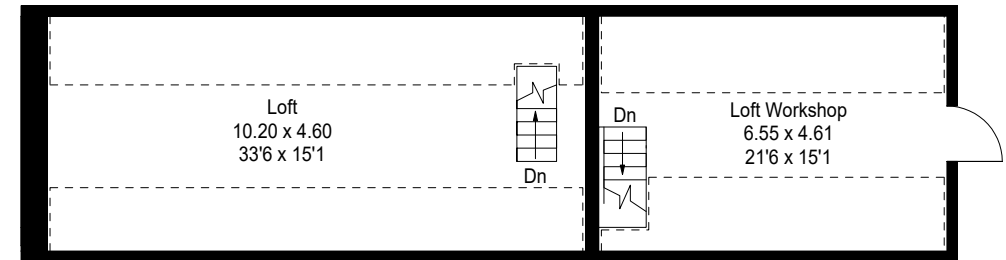 Loft
10.20 x 4.60
33'6 x 15'1
Dn
Dn
Loft Workshop
6.55 x 4.61
21'6 x 15'1